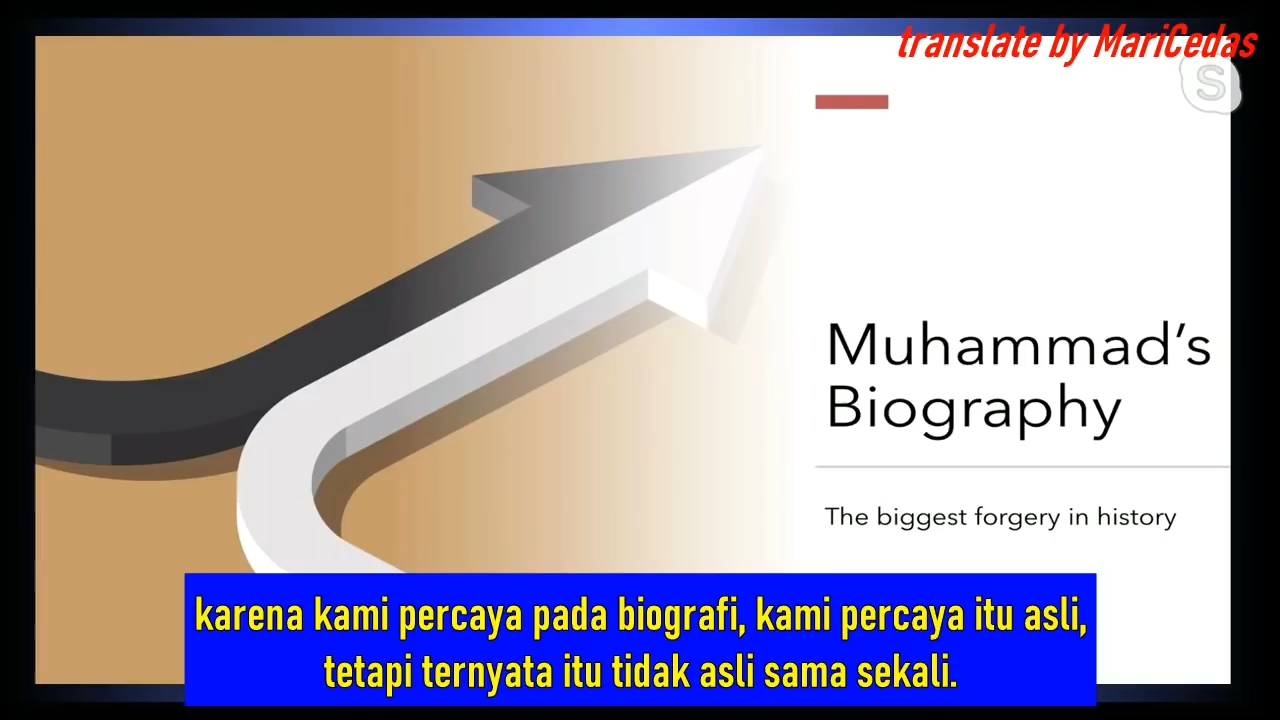 translate by MariCedas
S
Muhammad's
Biography
The biggest forgery in history
karena kami percaya pada biografi, kami percaya itu asli,
tetapi ternyata itu tidak asli sama sekali.